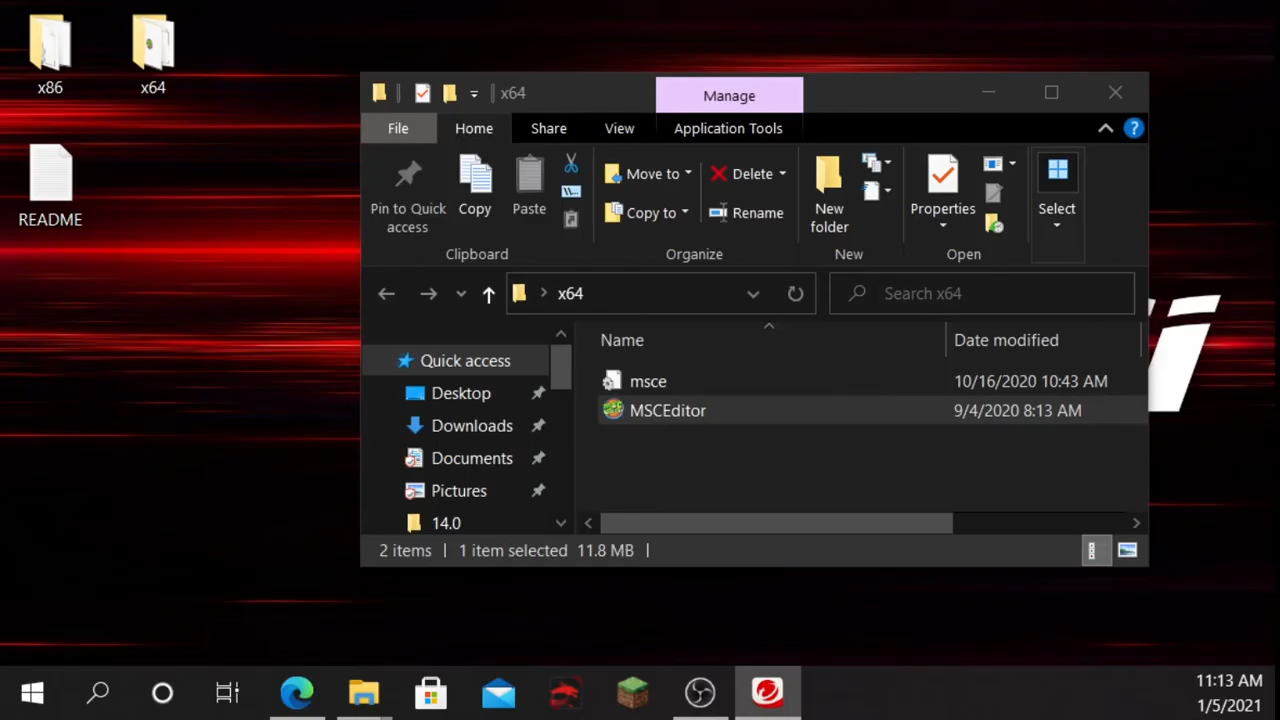 x86
x64
README
x64
Manage
File
Home
Share
View
Application Tools
Pin to Quick
access
Copy
Paste
Clipboard
Move to
Copy to
Delete
Rename
Organize
New
folder
New
Properties
Open
Select
x64
Search x64
Quick access
Desktop
Downloads
Documents
Pictures
14.0
Name
Date modified
msce
10/16/2020 10:43 AM
MSCEditor
9/4/2020 8:13 AM
2 items
1 item selected 11.8 MB
11:13 AM
1/5/2021